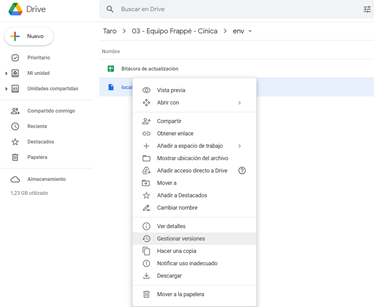 Drive
Buscar en Drive
Nuevo
Taro > 03 - Equipo Frappé - Cínica > env
Nombre
Prioritario
Mi unidad
Unidades compartidas
Compartido conmigo
Reciente
Destacados
Papelera
Almacenamiento
1,23 GB utilizado
Bitácora de actualización
local
Vista previa
Abrir con
Compartir
Obtener enlace
Añadir a espacio de trabajo
Mostrar ubicación del archivo
Añadir acceso directo a Drive
Mover a
Añadir a Destacados
Cambiar nombre
Ver detalles
Gestionar versiones
Hacer una copia
Notificar uso inadecuado
Descargar
Mover a la papelera